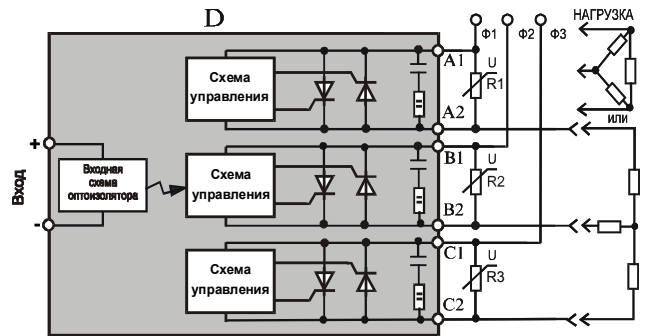 D
Ф1
Ф2
Ф3
НАГРУЗКА
A1
Схема
управления
U
R1
A2
или
B1
+
Вход
-
Входная
схема
оптоизолятора
Схема
управления
U
R2
B2
C1
Схема
управления
U
R3
C2